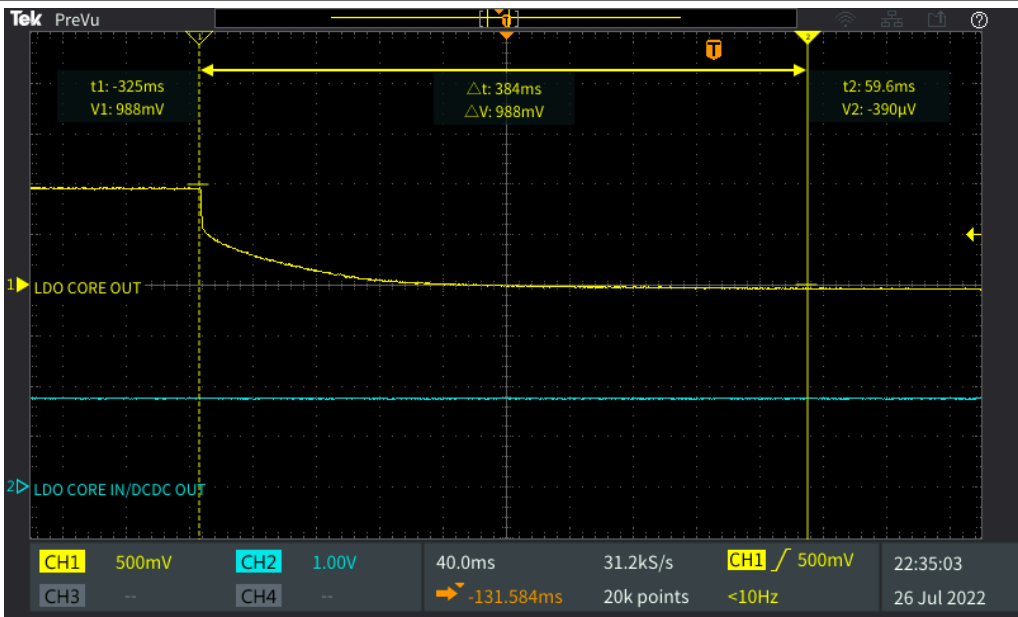 Tek PreVu
T
?
1
2
T
t1: -325ms
V1: 988mV
△t: 384ms
△V: 988mV
t2: 59.6ms
V2: -390µV
1 LDO CORE OUT
2 LDO CORE IN/DCDC OUT
CH1 500mV CH2 1.00V 40.0ms 31.2kS/s CH1 500mV 22:35:03
CH3 -- CH4 -- -131.584ms 20k points <10Hz 26 Jul 2022